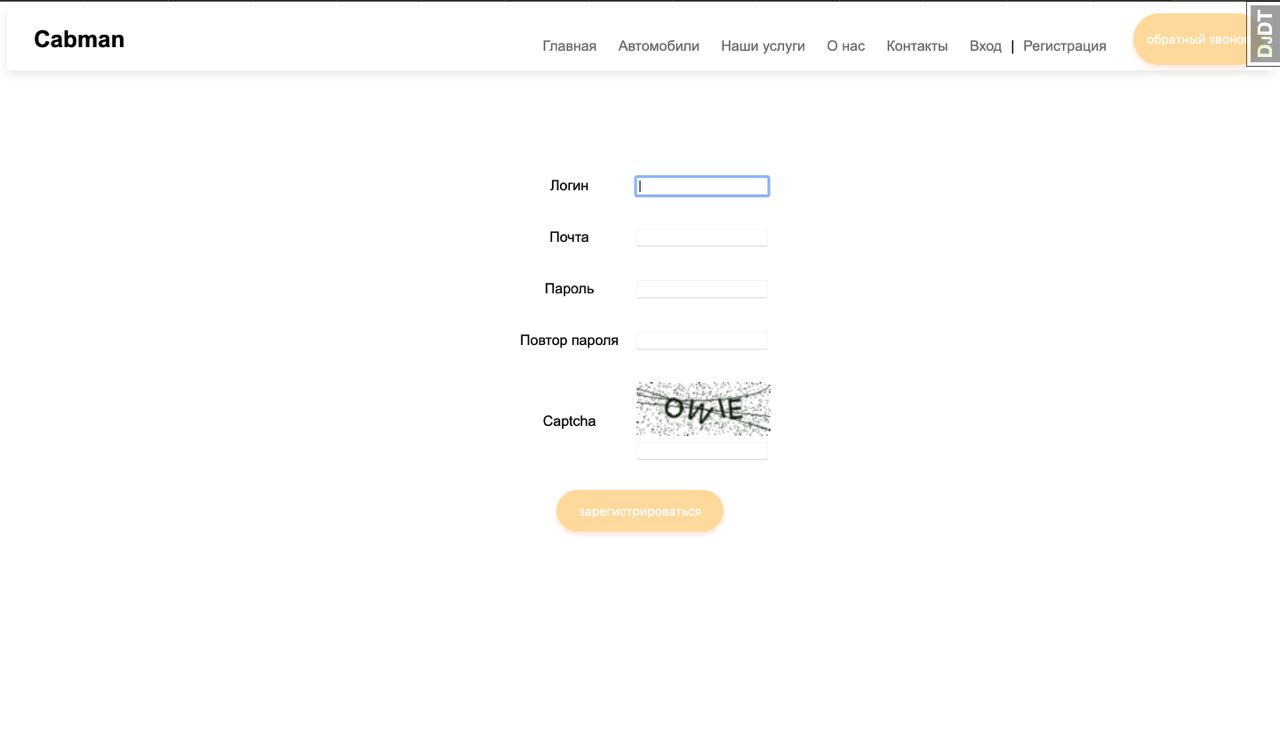 Cabman
Главная Автомобили Наши услуги О нас Контакты Вход | Регистрация
обратный звонок
DJDT
Логин
Почта
Пароль
Повтор пароля
Captcha
OWIE
зарегистрироваться